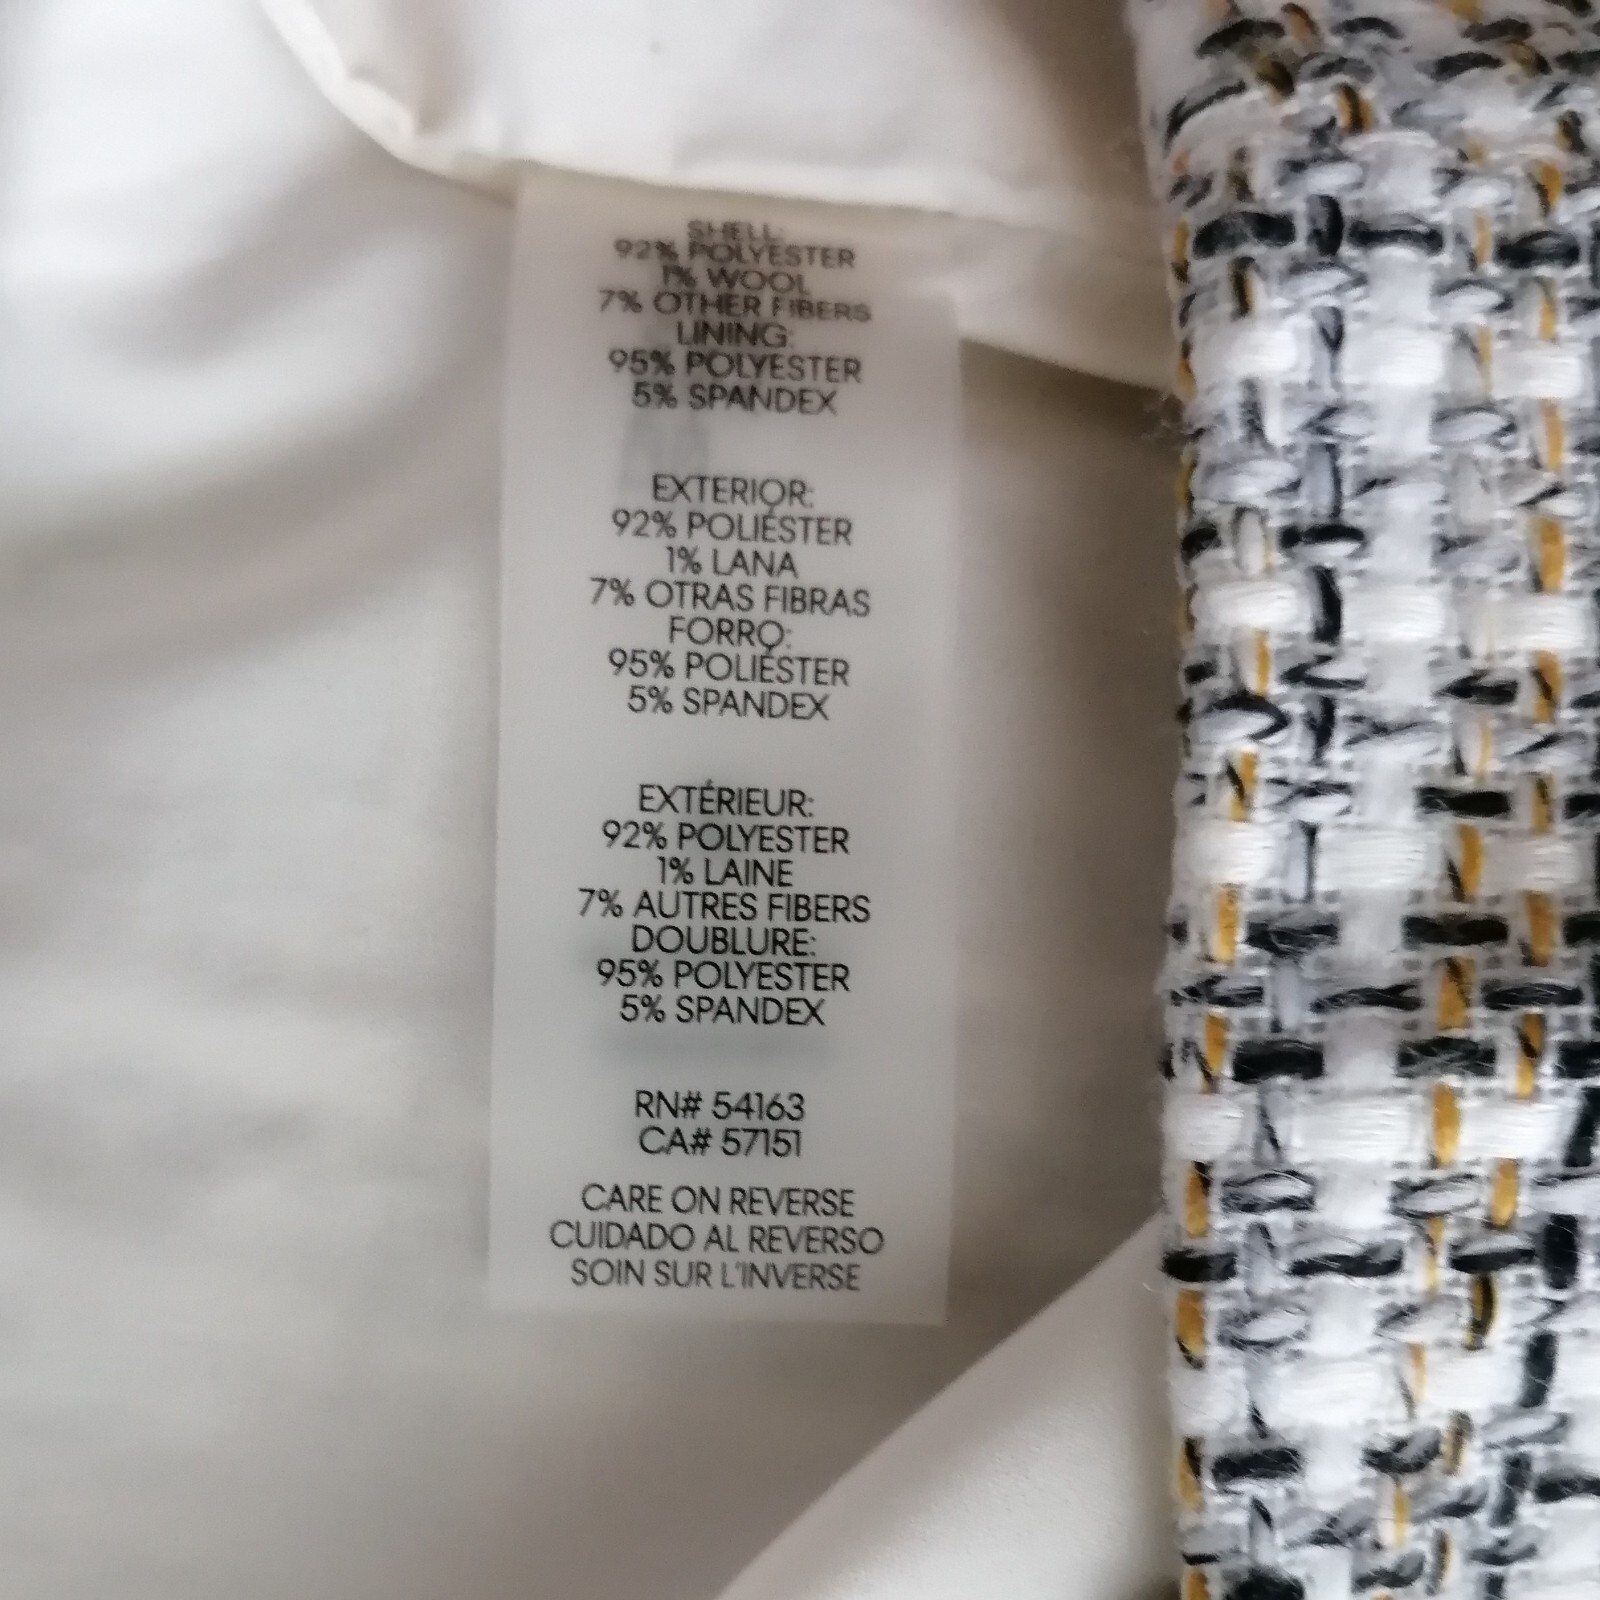 SHELL:
92% POLYESTER
1% WOOL
7% OTHER FIBERS
LINING:
95% POLYESTER
5% SPANDEX
EXTERIOR:
92% POLIÉSTER
1% LANA
7% OTRAS FIBRAS
FORRO:
95% POLIÉSTER
5% SPANDEX
EXTÉRIEUR:
92% POLYESTER
1% LAINE
7% AUTRES FIBERS
DOUBLURE:
95% POLYESTER
5% SPANDEX
RN# 54163
CA# 57151
CARE ON REVERSE
CUIDADO AL REVERSO
SOIN SUR L'INVERSE